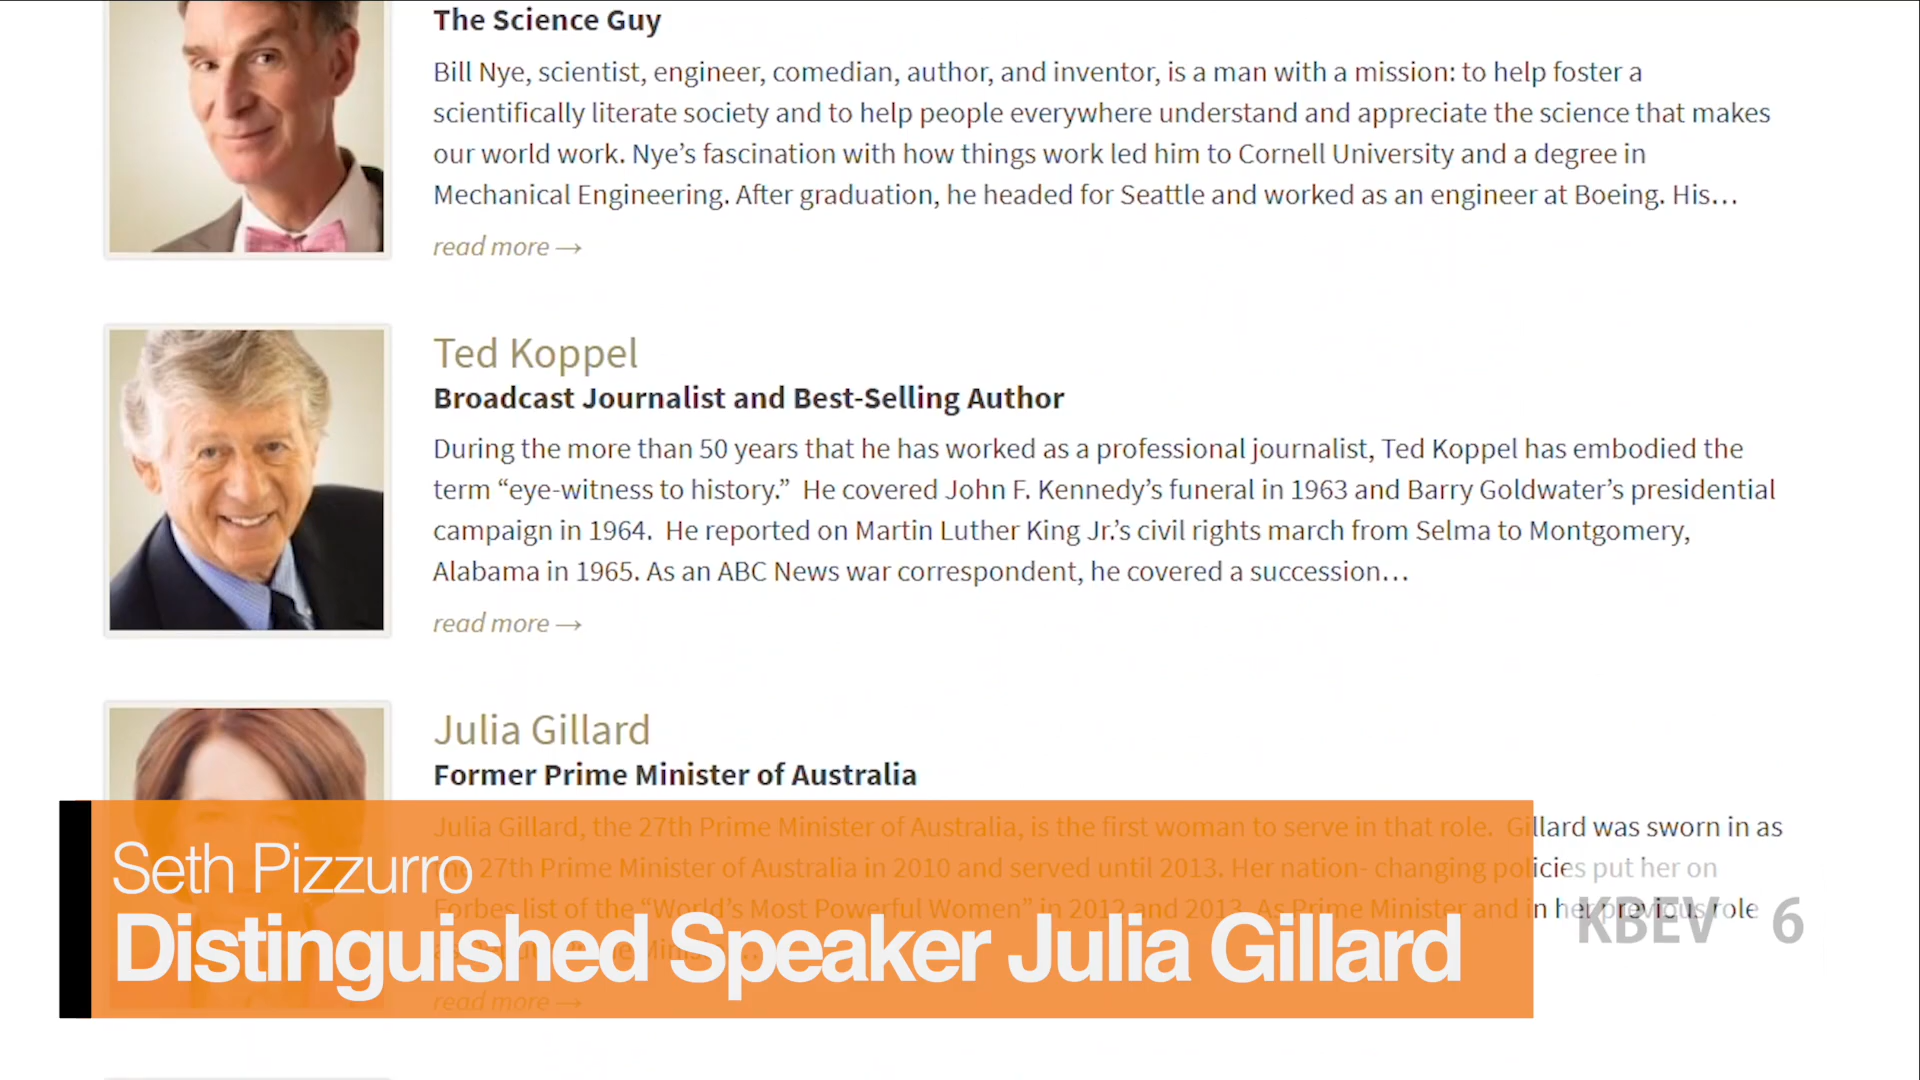 The Science Guy
Bill Nye, scientist, engineer, comedian, author, and inventor, is a man with a mission: to help foster a
scientifically literate society and to help people everywhere understand and appreciate the science that makes
our world work. Nye’s fascination with how things work led him to Cornell University and a degree in
Mechanical Engineering. After graduation, he headed for Seattle and worked as an engineer at Boeing. His…
read more →
Ted Koppel
Broadcast Journalist and Best-Selling Author
During the more than 50 years that he has worked as a professional journalist, Ted Koppel has embodied the
term “eye-witness to history.” He covered John F. Kennedy’s funeral in 1963 and Barry Goldwater’s presidential
campaign in 1964. He reported on Martin Luther King Jr.’s civil rights march from Selma to Montgomery,
Alabama in 1965. As an ABC News war correspondent, he covered a succession…
read more →
Julia Gillard
Former Prime Minister of Australia
Julia Gillard, the 27th Prime Minister of Australia, is the first woman to serve in that role. Gillard was sworn in as
the 27th Prime Minister of Australia in 2010 and served until 2013. Her nation- changing policies put her on
Forbes list of the “World’s Most Powerful Women” in 2012 and 2013. As Prime Minister and in her previous role
read more →
Seth Pizzurro
Distinguished Speaker Julia Gillard
KBEV 6